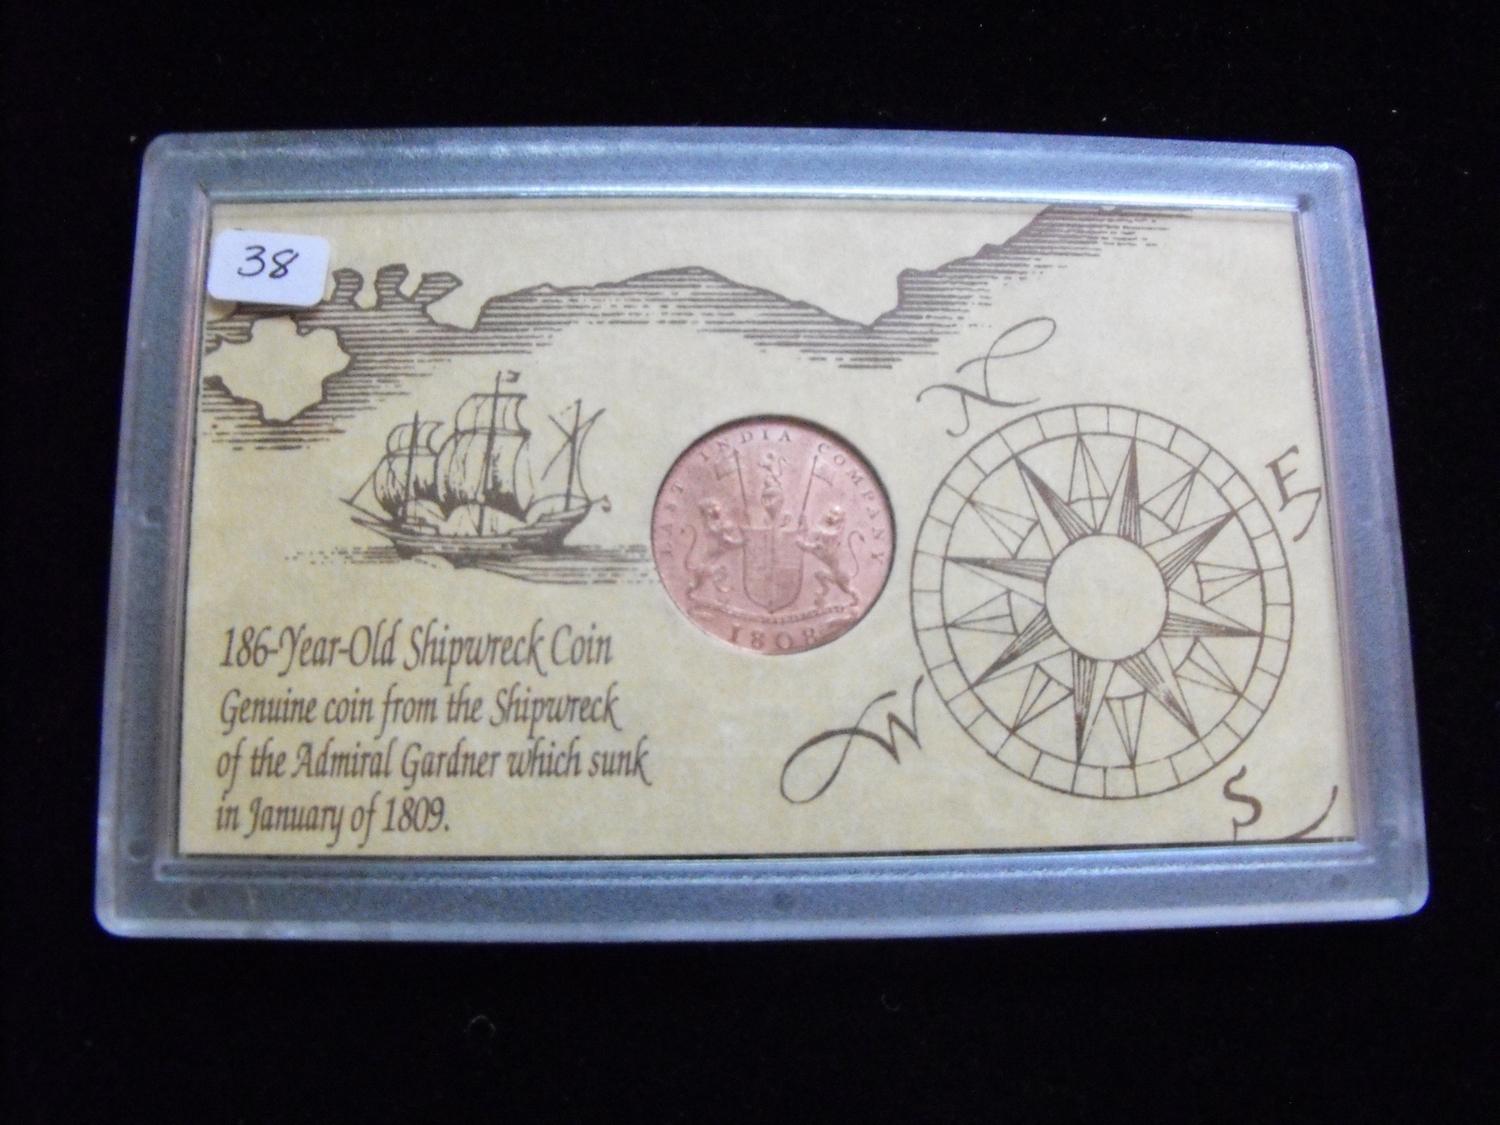 38
N
E
EAST INDIA COMPANY
1808
186-Year-Old Shipwreck Coin
Genuine coin from the Shipwreck
of the Admiral Gardner which sunk
in January of 1809.
W
S